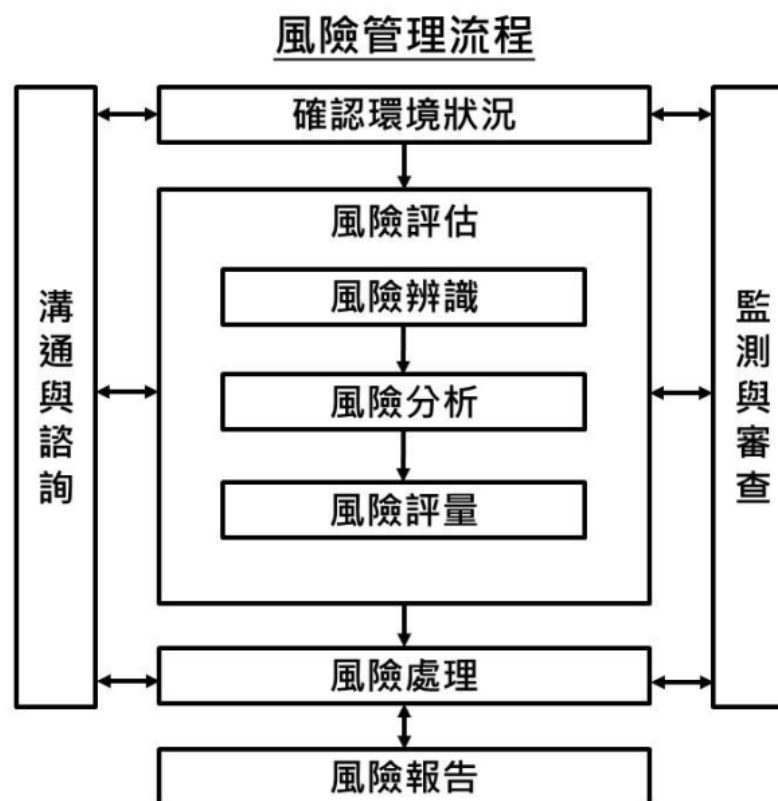 風險管理流程
確認環境狀況
風險評估
風險辨識
風險分析
風險評量
溝通與諮詢
監測與審查
風險處理
風險報告